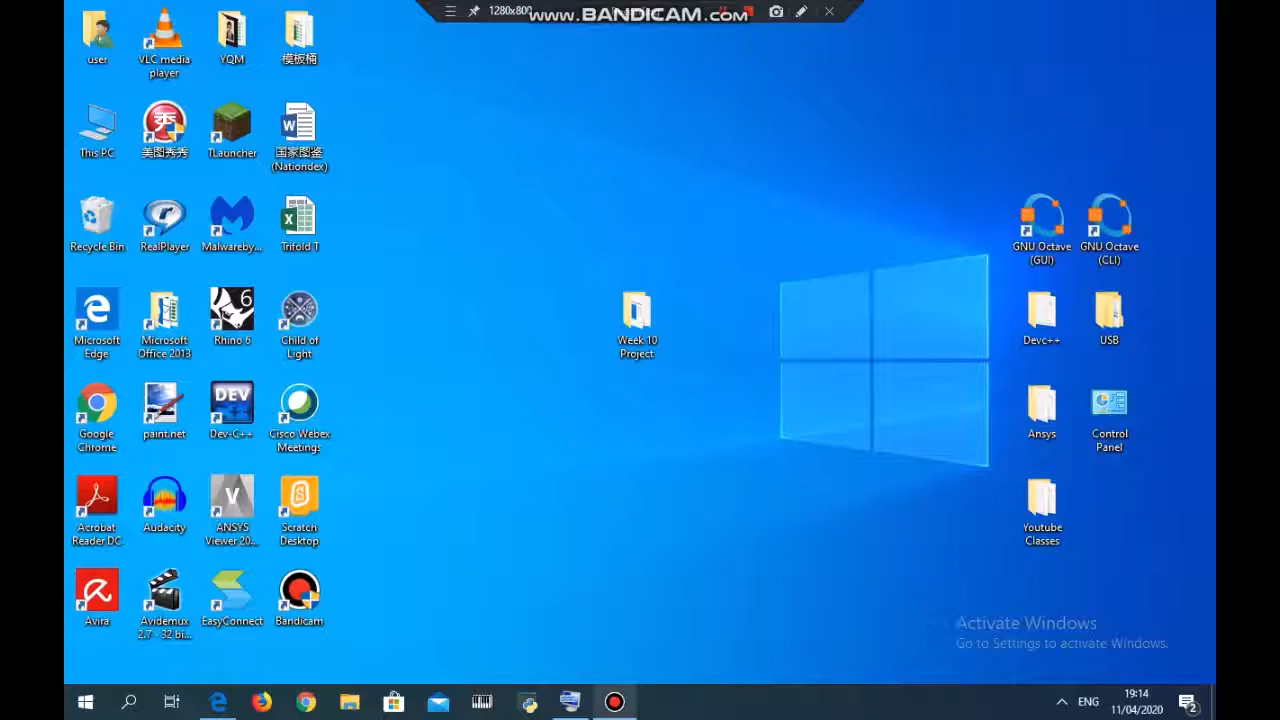 1280x800
www.BANDICAM.com
user
VLC media
player
YQM
模板桶
This PC
美图秀秀
TLauncher
国家图鉴
(Nationdex)
Recycle Bin
RealPlayer
Malwareby...
Trifold T
GNU Octave
(GUI)
GNU Octave
(CLI)
Microsoft
Edge
Microsoft
Office 2013
Rhino 6
Child of
Light
Week 10
Project
Devc++
USB
Google
Chrome
paint.net
Dev-C++
Cisco Webex
Meetings
Ansys
Control
Panel
Acrobat
Reader DC
Audacity
ANSYS
Viewer 20...
Scratch
Desktop
Youtube
Classes
Avira
Avidemux
2.7 - 32 bi...
EasyConnect
Bandicam
Activate Windows
Go to Settings to activate Windows.
ENG
19:14
11/04/2020
2